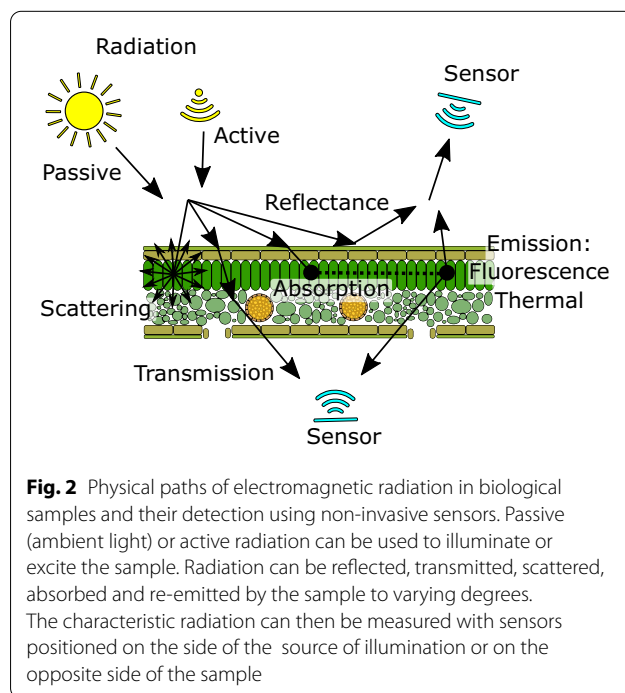 Radiation
Sensor
Active
Passive
Reflectance
Emission:
Fluorescence
Absorption
Thermal
Scattering
Transmission
Sensor
Fig. 2 Physical paths of electromagnetic radiation in biological
samples and their detection using non-invasive sensors. Passive
(ambient light) or active radiation can be used to illuminate or
excite the sample. Radiation can be reflected, transmitted, scattered,
absorbed and re-emitted by the sample to varying degrees.
The characteristic radiation can then be measured with sensors
positioned on the side of the source of illumination or on the
opposite side of the sample